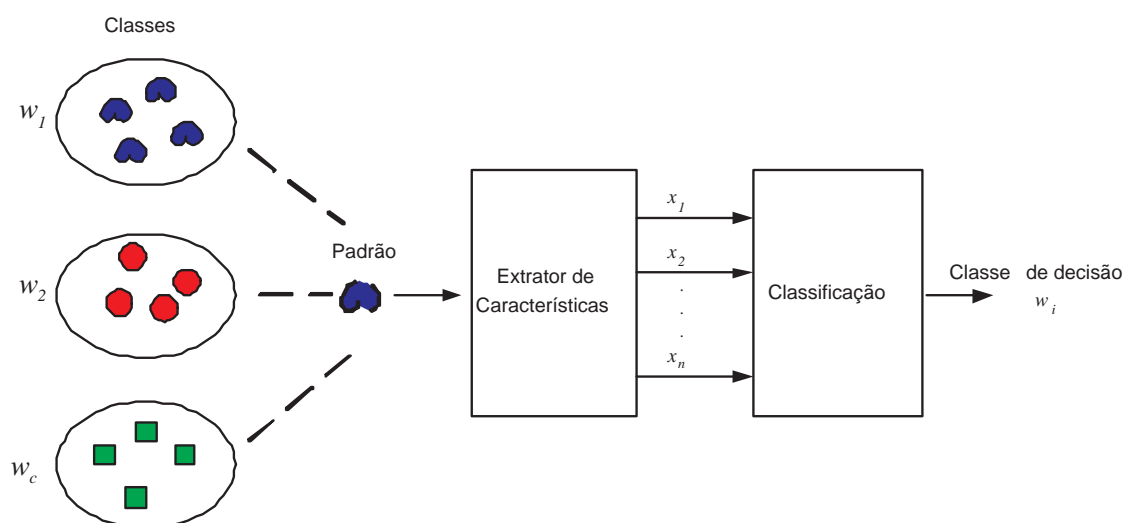 Classes
w1
w2
wc
Padrão
Extrator de
Características
x1
x2
.
.
.
xn
Classificação
Classe de decisão
wi